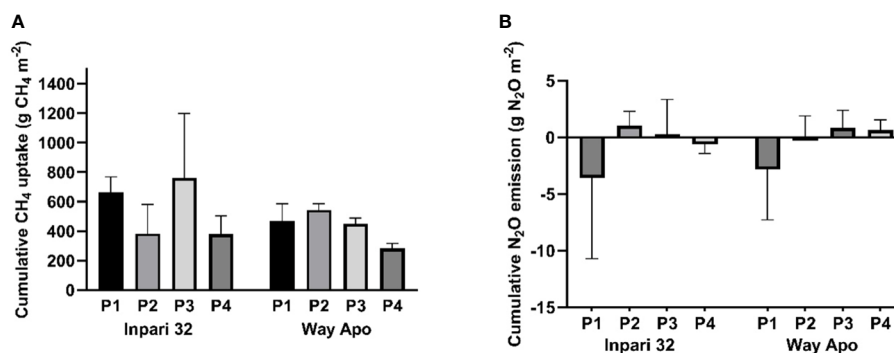 A
Cumulative CH4 uptake (g CH4 m-2)
1400
1200
1000
800
600
400
200
0
P1 P2 P3 P4 P1 P2 P3 P4
Inpari 32 Way Apo
B
Cumulative N2O emission (g N2O m-2)
5
0
-5
-10
-15
P1 P2 P3 P4 P1 P2 P3 P4
Inpari 32 Way Apo